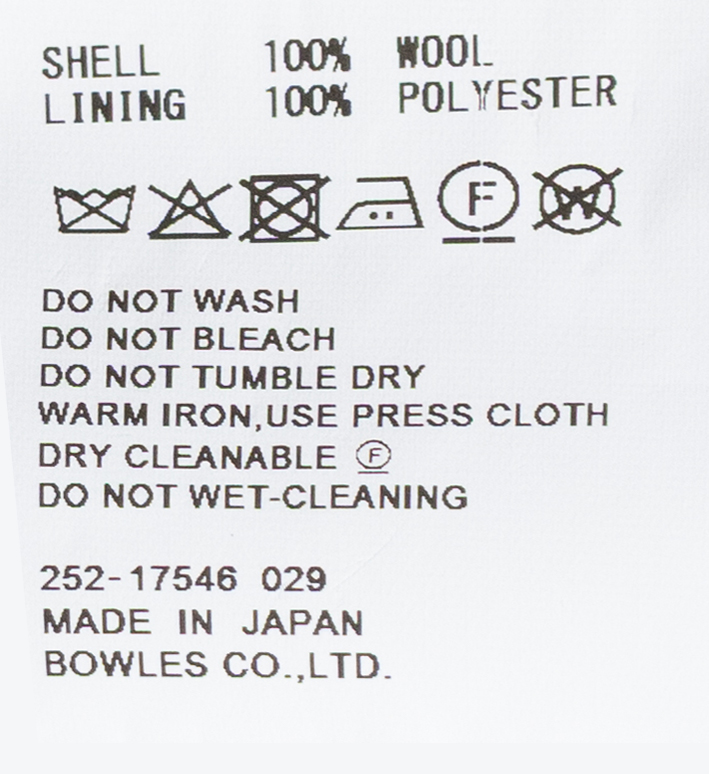 SHELL 100% WOOL
LINING 100% POLYESTER
F W
DO NOT WASH
DO NOT BLEACH
DO NOT TUMBLE DRY
WARM IRON,USE PRESS CLOTH
DRY CLEANABLE Ⓕ
DO NOT WET-CLEANING
252-17546 029
MADE IN JAPAN
BOWLES CO.,LTD.